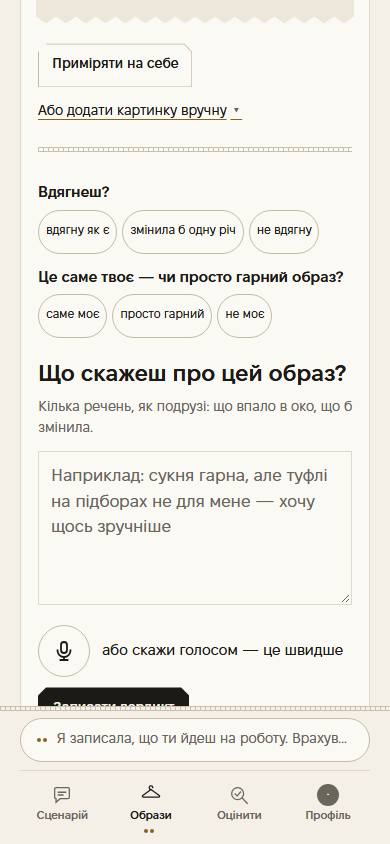 Приміряти на себе
Або додати картинку вручну
Вдягнеш?
вдягну як є
змінила б одну річ
не вдягну
Це саме твоє — чи просто гарний образ?
саме моє
просто гарний
не моє
Що скажеш про цей образ?
Кілька речень, як подрузі: що впало в око, що б
змінила.
Наприклад: сукня гарна, але туфлі
на підборах не для мене — хочу
щось зручніше
або скажи голосом — це швидше
Я записала, що ти йдеш на роботу. Врахув...
Сценарій
Образи
Оцінити
Профіль